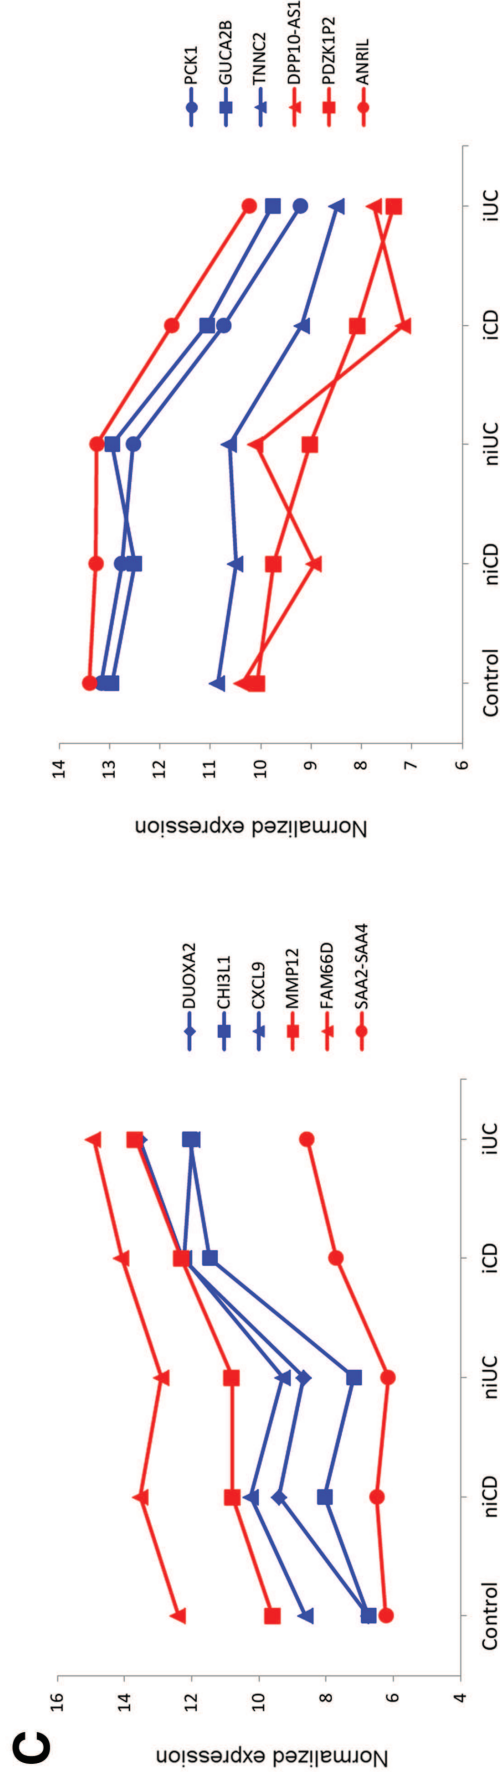 C
Normalized expression
16
14
12
10
8
6
4
Control
niCD
niUC
iCD
iUC
DUOXA2
CHI3L1
CXCL9
MMP12
FAM66D
SAA2-SAA4
Normalized expression
14
13
12
11
10
9
8
7
6
Control
niCD
niUC
iCD
iUC
PCK1
GUCA2B
TNNC2
DPP10-AS1
PDZK1P2
ANRIL